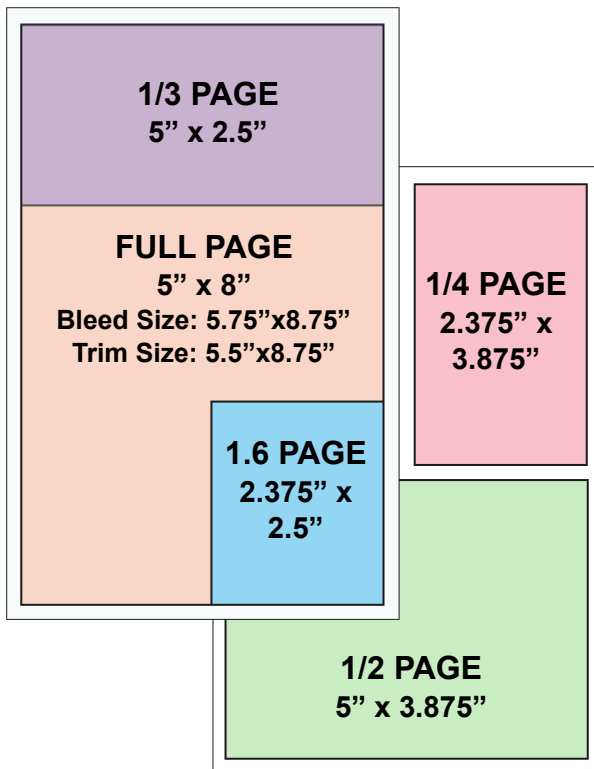 1/3 PAGE
5” x 2.5”
FULL PAGE
5” x 8”
Bleed Size: 5.75”x8.75”
Trim Size: 5.5”x8.75”
1/4 PAGE
2.375” x
3.875”
1.6 PAGE
2.375” x
2.5”
1/2 PAGE
5” x 3.875”